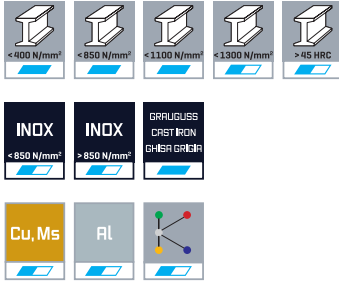 <400 N/mm² <850 N/mm² <1100 N/mm² <1300 N/mm² >45 HRC
INOX
<850 N/mm²
INOX
>850 N/mm²
GRAUGUSS
CAST IRON
GHISA GRIGIA
Cu, Ms
Al